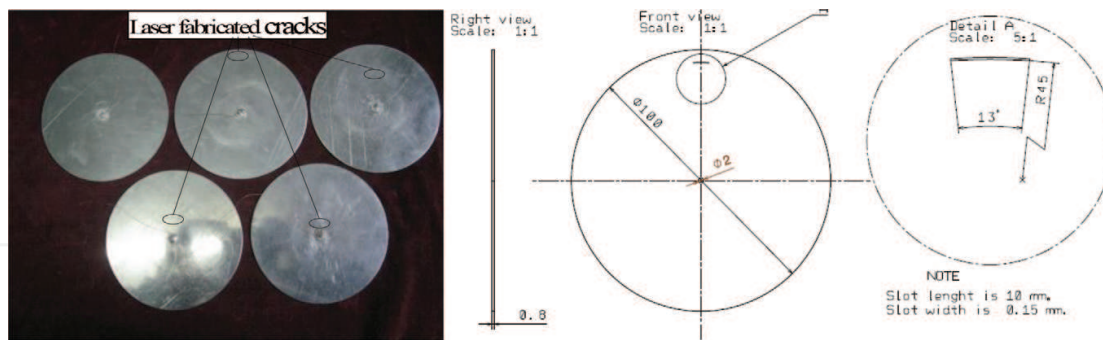 Laser fabricated cracks
Right view
Scale: 1:1
Front view
Scale: 1:1
Detail A
Scale: 5:1
R45
13°
Φ100
Φ2
0.8
NOTE
Slot lenght is 10 mm.
Slot width is 0.15 mm.